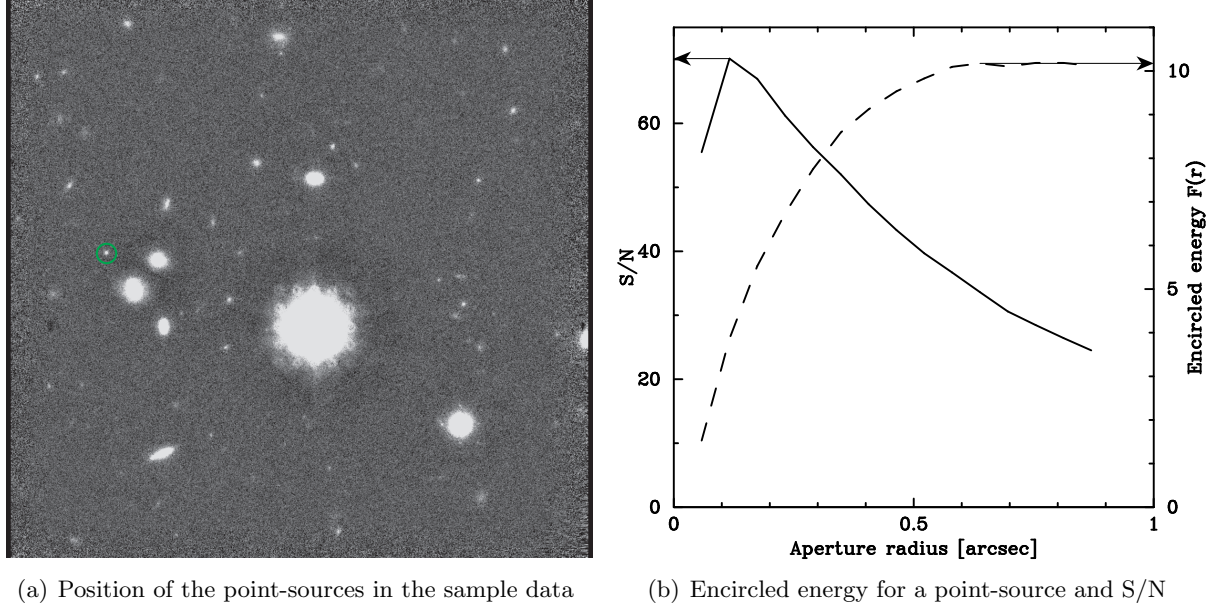 60
40
20
0
S/N
10
5
0
Encircled energy F(r)
0
0.5
1
Aperture radius [arcsec]
(a) Position of the point-sources in the sample data
(b) Encircled energy for a point-source and S/N